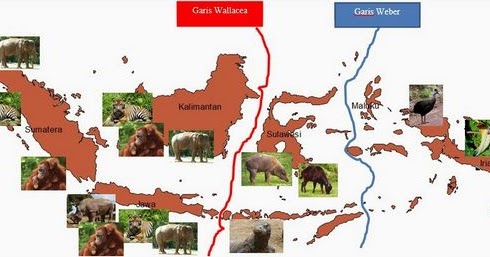 Garis Wallacea
Garis Weber
Kalimantan
Maluku
Sumatera
Sulawesi
Jawa